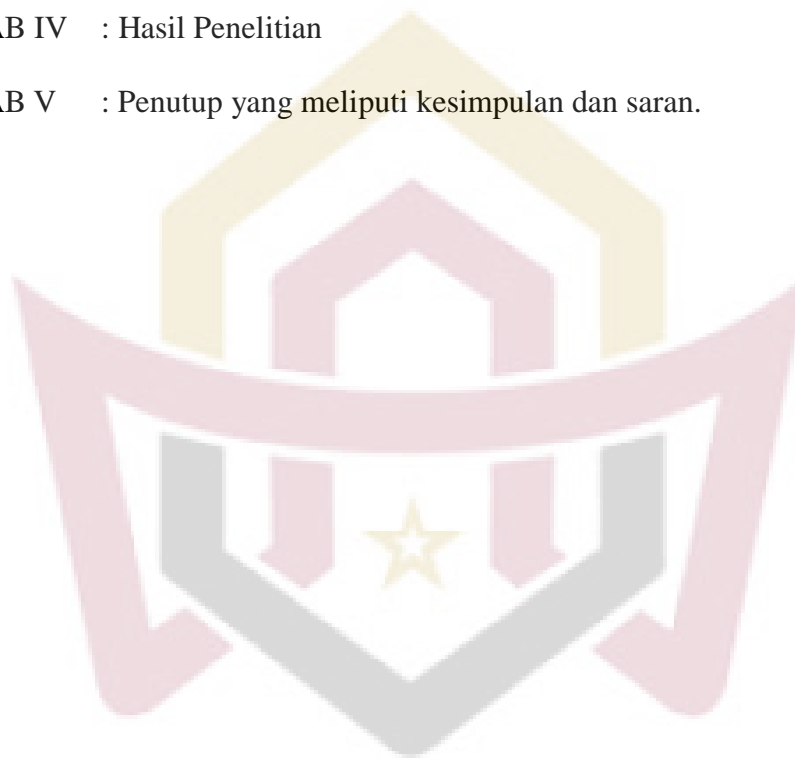 AB IV : Hasil Penelitian
AB V : Penutup yang meliputi kesimpulan dan saran.